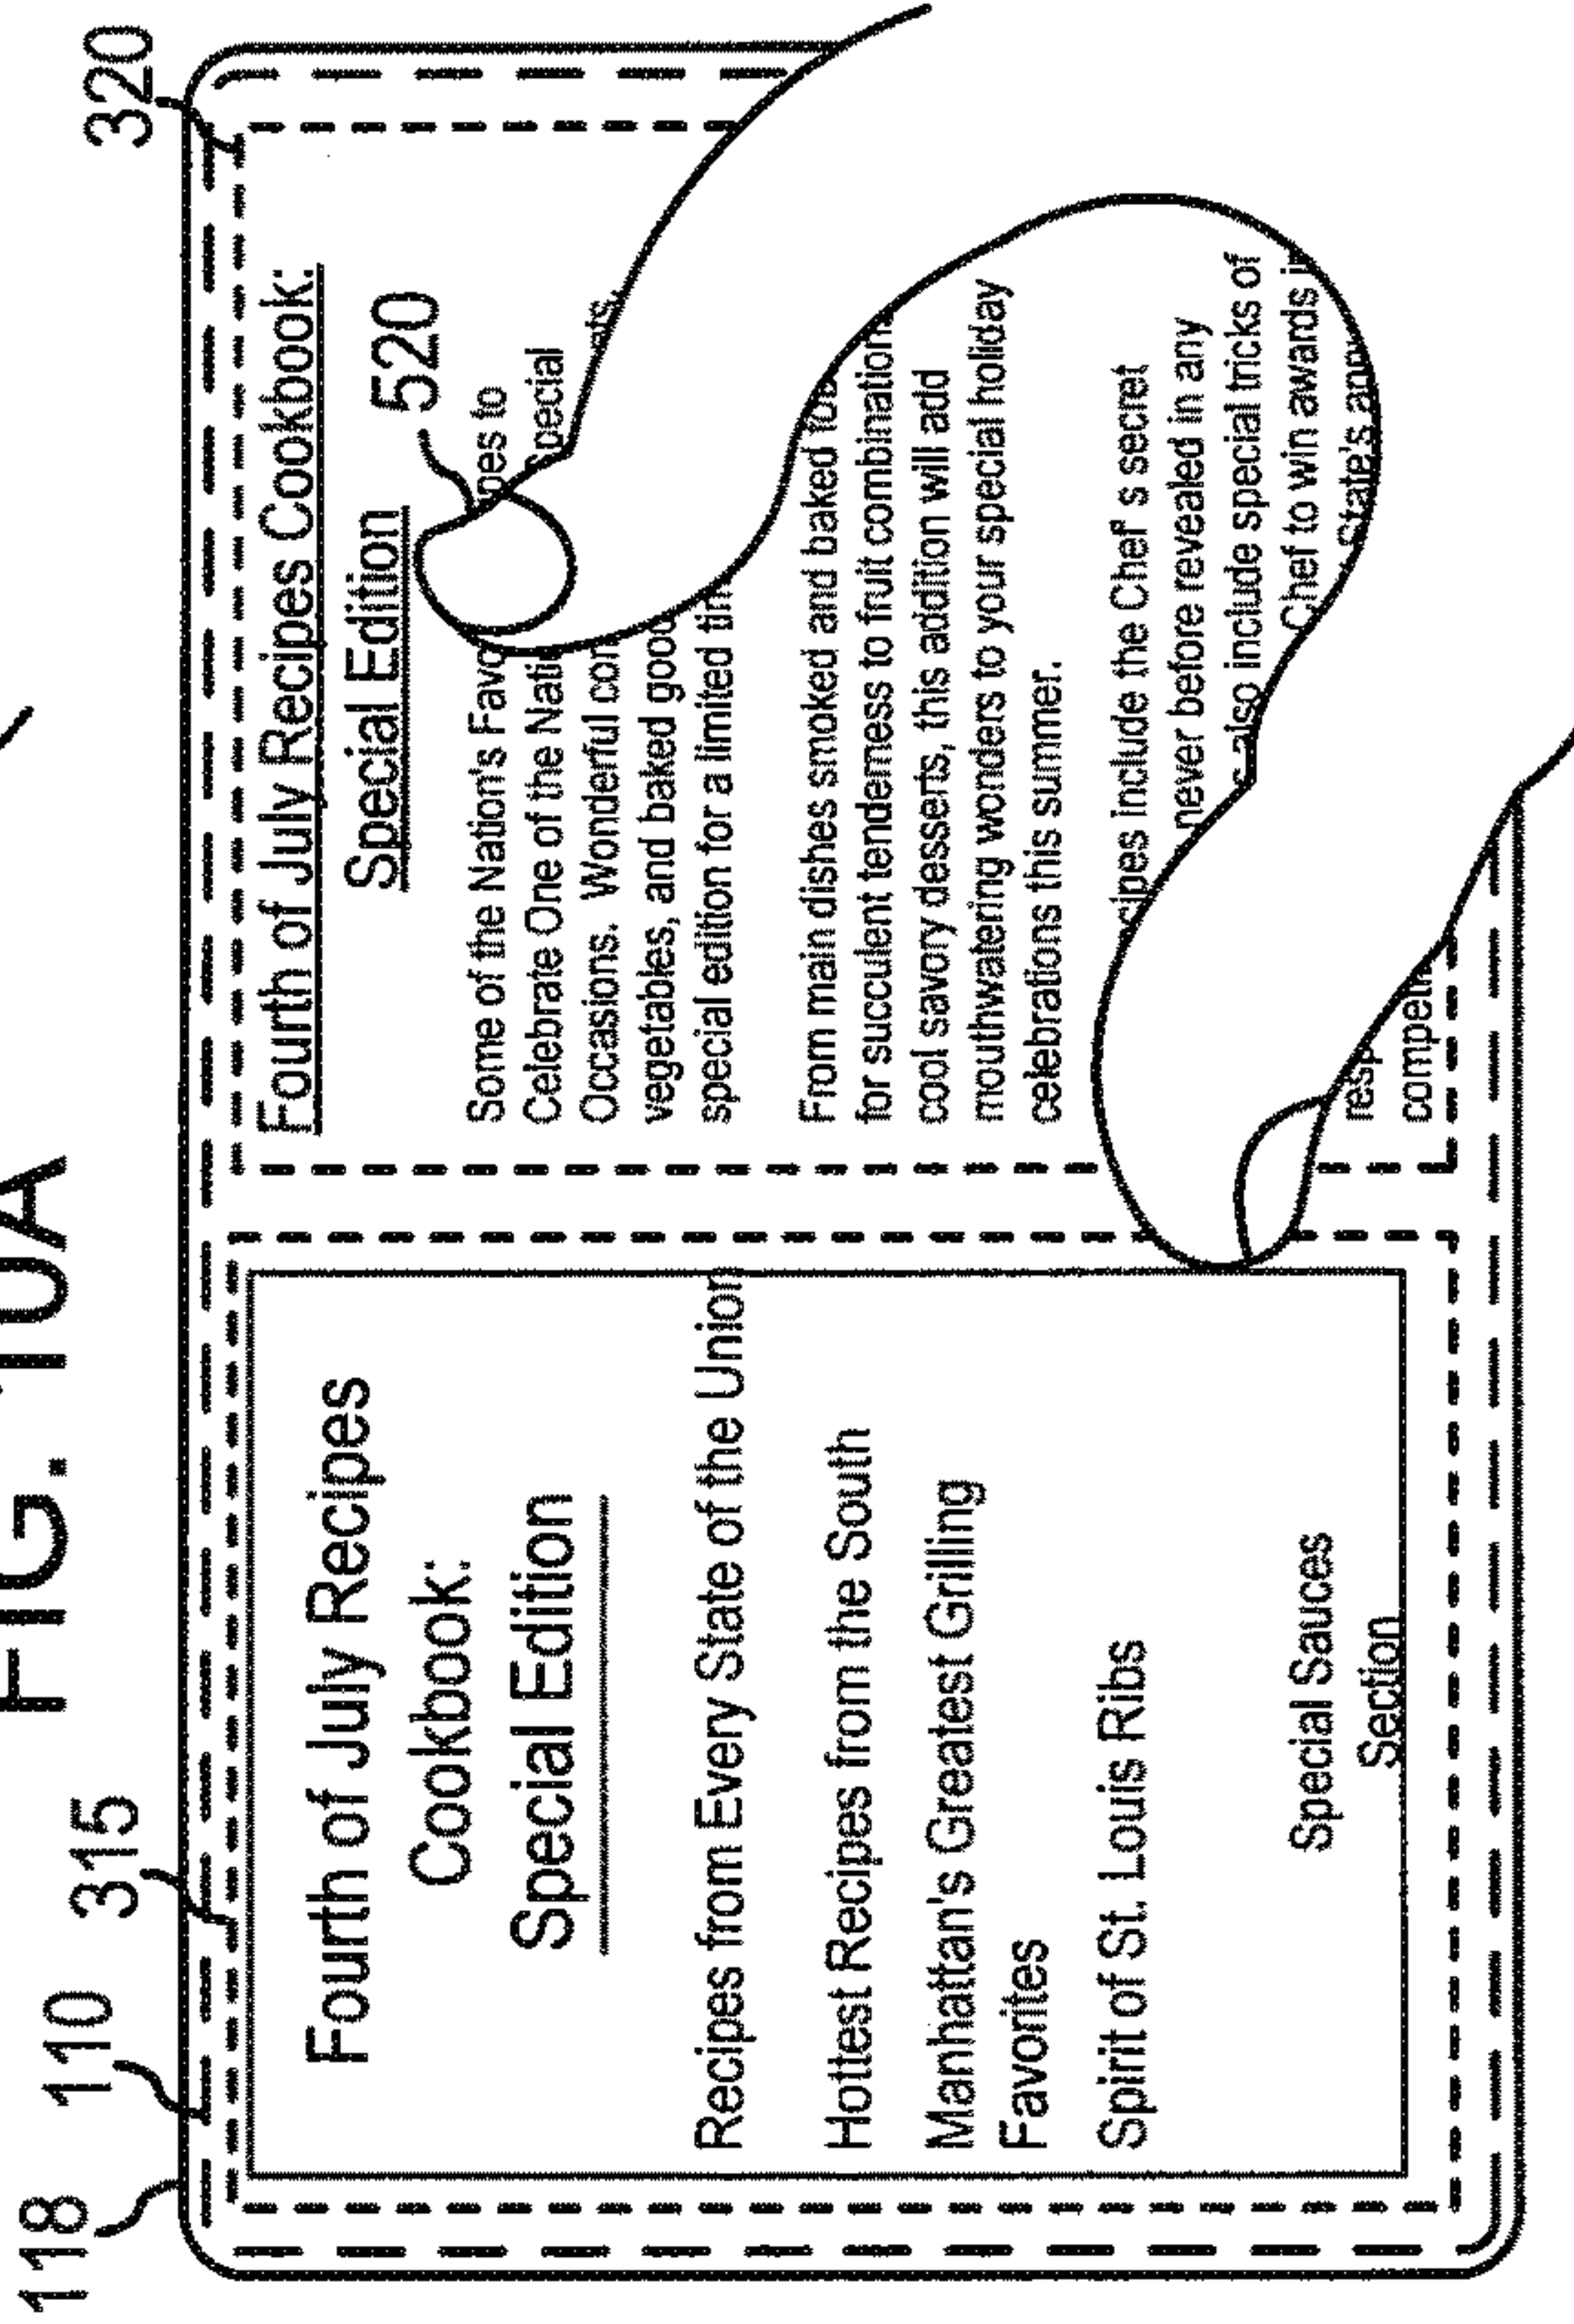 FIG. 10A
118
110
315
320
Fourth of July Recipes
Cookbook:
Special Edition
Recipes from Every State of the Union
Hottest Recipes from the South
Manhattan's Greatest Grilling
Favorites
Spirit of St. Louis Ribs
Special Sauces
Section
Fourth of July Recipes Cookbook:
Special Edition
520
Some of the Nation's to
Celebrate One of the
Occasions. Wonderful
vegetables, and baked
special edition for a limited
From main dishes smoked and baked
for succulent tenderness to fruit
cool savory desserts, this addition will add
mouthwatering wonders to your special holiday
celebrations this summer.
include the Chef's secret
never before revealed in any
also include special tricks of
Chef to win awards
State's